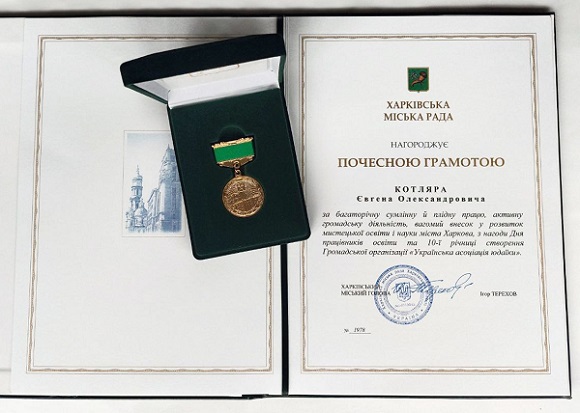 ХАРКІВСЬКА
МІСЬКА РАДА
НАГОРОДЖУЄ
ПОЧЕСНОЮ ГРАМОТОЮ
КОТЛЯРА
Євгена Олександровича
за багаторічну сумлінну й плідну працю, активну
громадську діяльність, вагомий внесок у розвиток
мистецької освіти і науки міста Харкова, з нагоди Дня
працівників освіти та 10-ї річниці створення
Громадської організації «Українська асоціація юдаїки».
ХАРКІВСЬКИЙ
МІСЬКИЙ ГОЛОВА
Ігор ТЕРЕХОВ
№ 2978